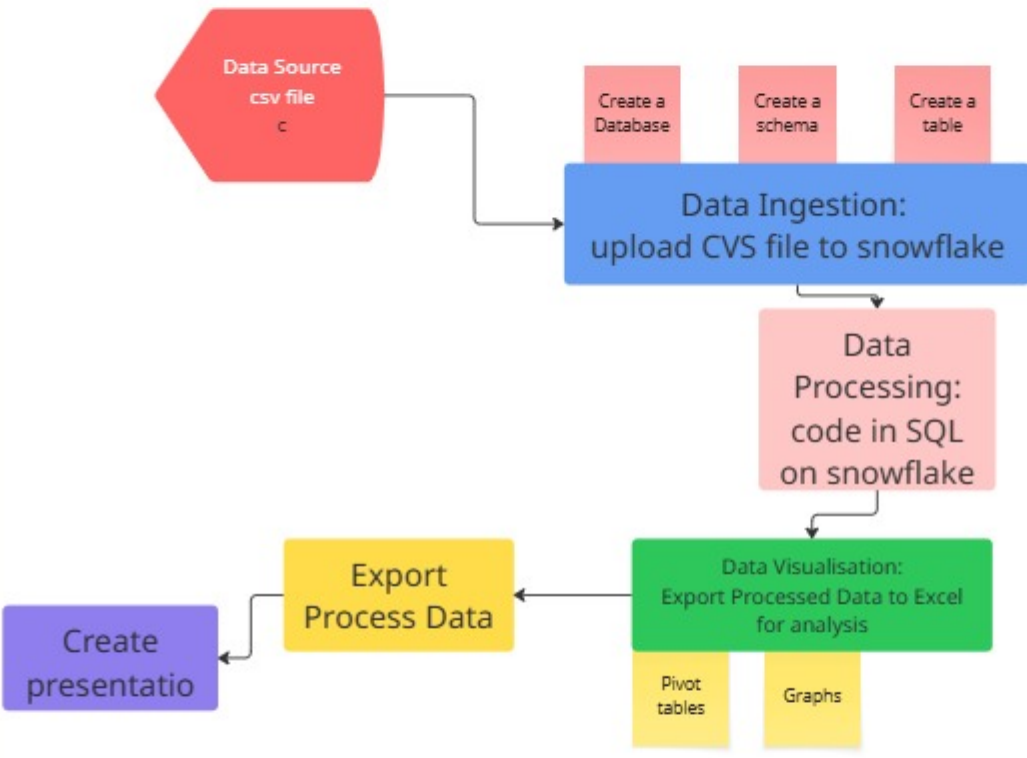 Data Source
csv file
c
Create a
Database
Create a
schema
Create a
table
Data Ingestion:
upload CVS file to snowflake
Data
Processing:
code in SQL
on snowflake
Data Visualisation:
Export Processed Data to Excel
for analysis
Pivot
tables
Graphs
Export
Process Data
Create
presentatio